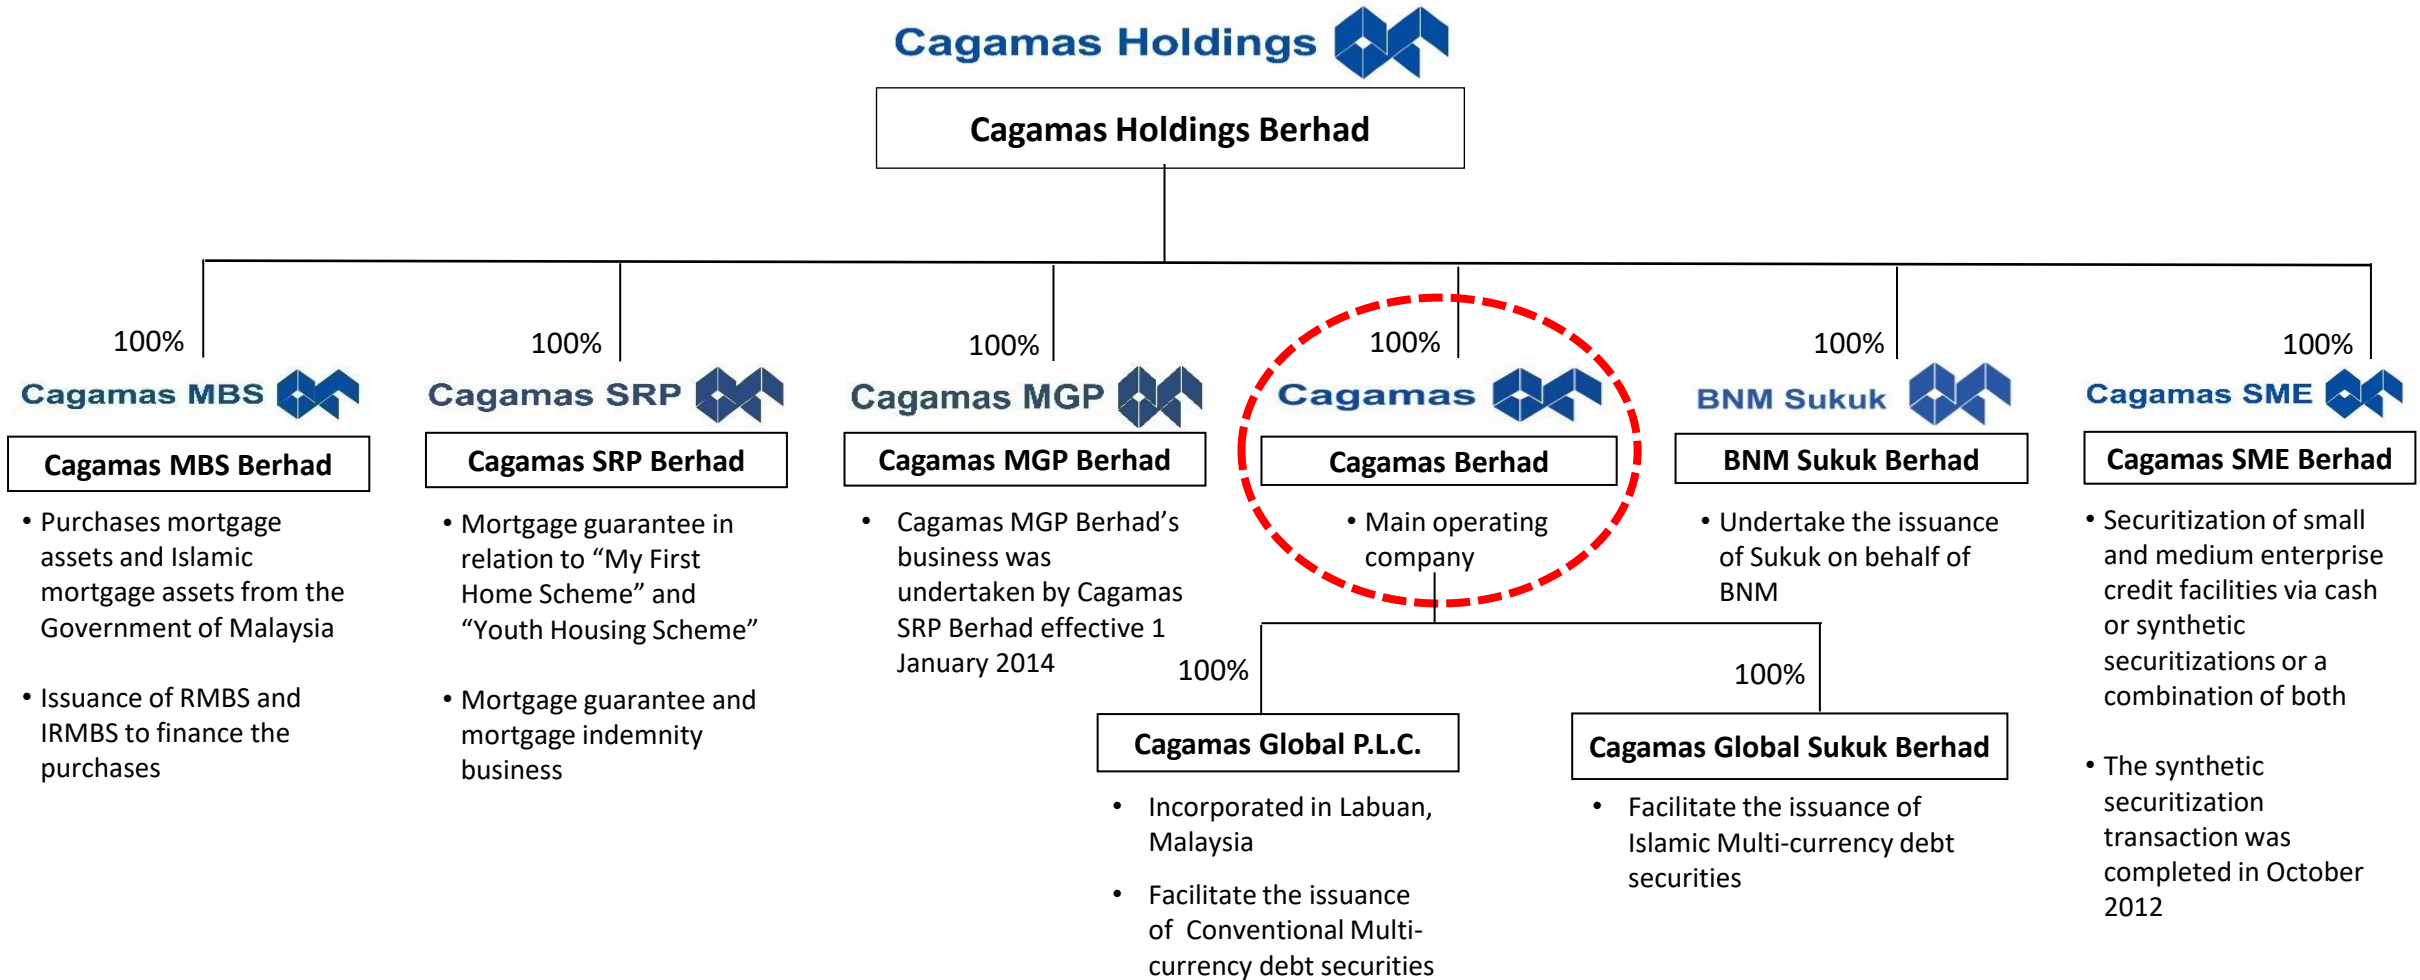 Cagamas Holdings
Cagamas Holdings Berhad
100%
Cagamas MBS
Cagamas MBS Berhad
• Purchases mortgage
assets and Islamic
mortgage assets from the
Government of Malaysia
• Issuance of RMBS and
IRMBS to finance the
purchases
100%
Cagamas SRP
Cagamas SRP Berhad
• Mortgage guarantee in
relation to “My First
Home Scheme” and
“Youth Housing Scheme”
• Mortgage guarantee and
mortgage indemnity
business
100%
Cagamas MGP
Cagamas MGP Berhad
• Cagamas MGP Berhad’s
business was
undertaken by Cagamas
SRP Berhad effective 1
January 2014
100%
Cagamas
Cagamas Berhad
• Main operating
company
100%
Cagamas Global P.L.C.
• Incorporated in Labuan,
Malaysia
• Facilitate the issuance
of Conventional Multi-
currency debt securities
100%
Cagamas Global Sukuk Berhad
• Facilitate the issuance of
Islamic Multi-currency debt
securities
100%
BNM Sukuk
BNM Sukuk Berhad
• Undertake the issuance
of Sukuk on behalf of
BNM
100%
Cagamas SME
Cagamas SME Berhad
• Securitization of small
and medium enterprise
credit facilities via cash
or synthetic
securitizations or a
combination of both
• The synthetic
securitization
transaction was
completed in October
2012